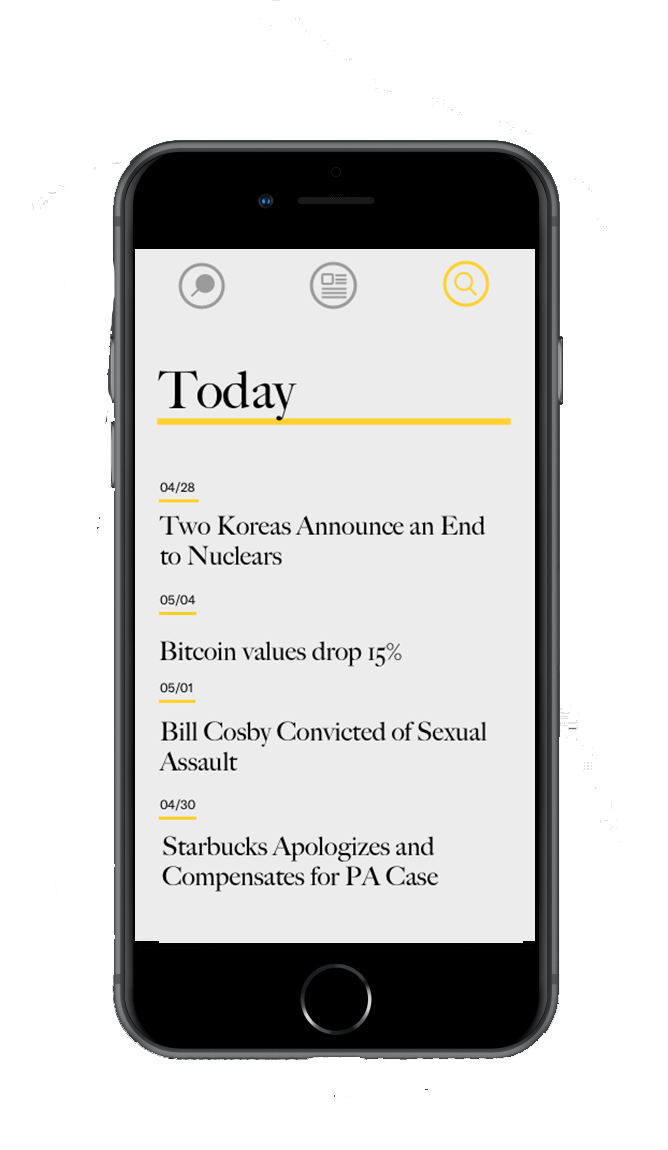 Today
04/28
Two Koreas Announce an End
to Nuclears
05/04
Bitcoin values drop 15%
05/01
Bill Cosby Convicted of Sexual
Assault
04/30
Starbucks Apologizes and
Compensates for PA Case